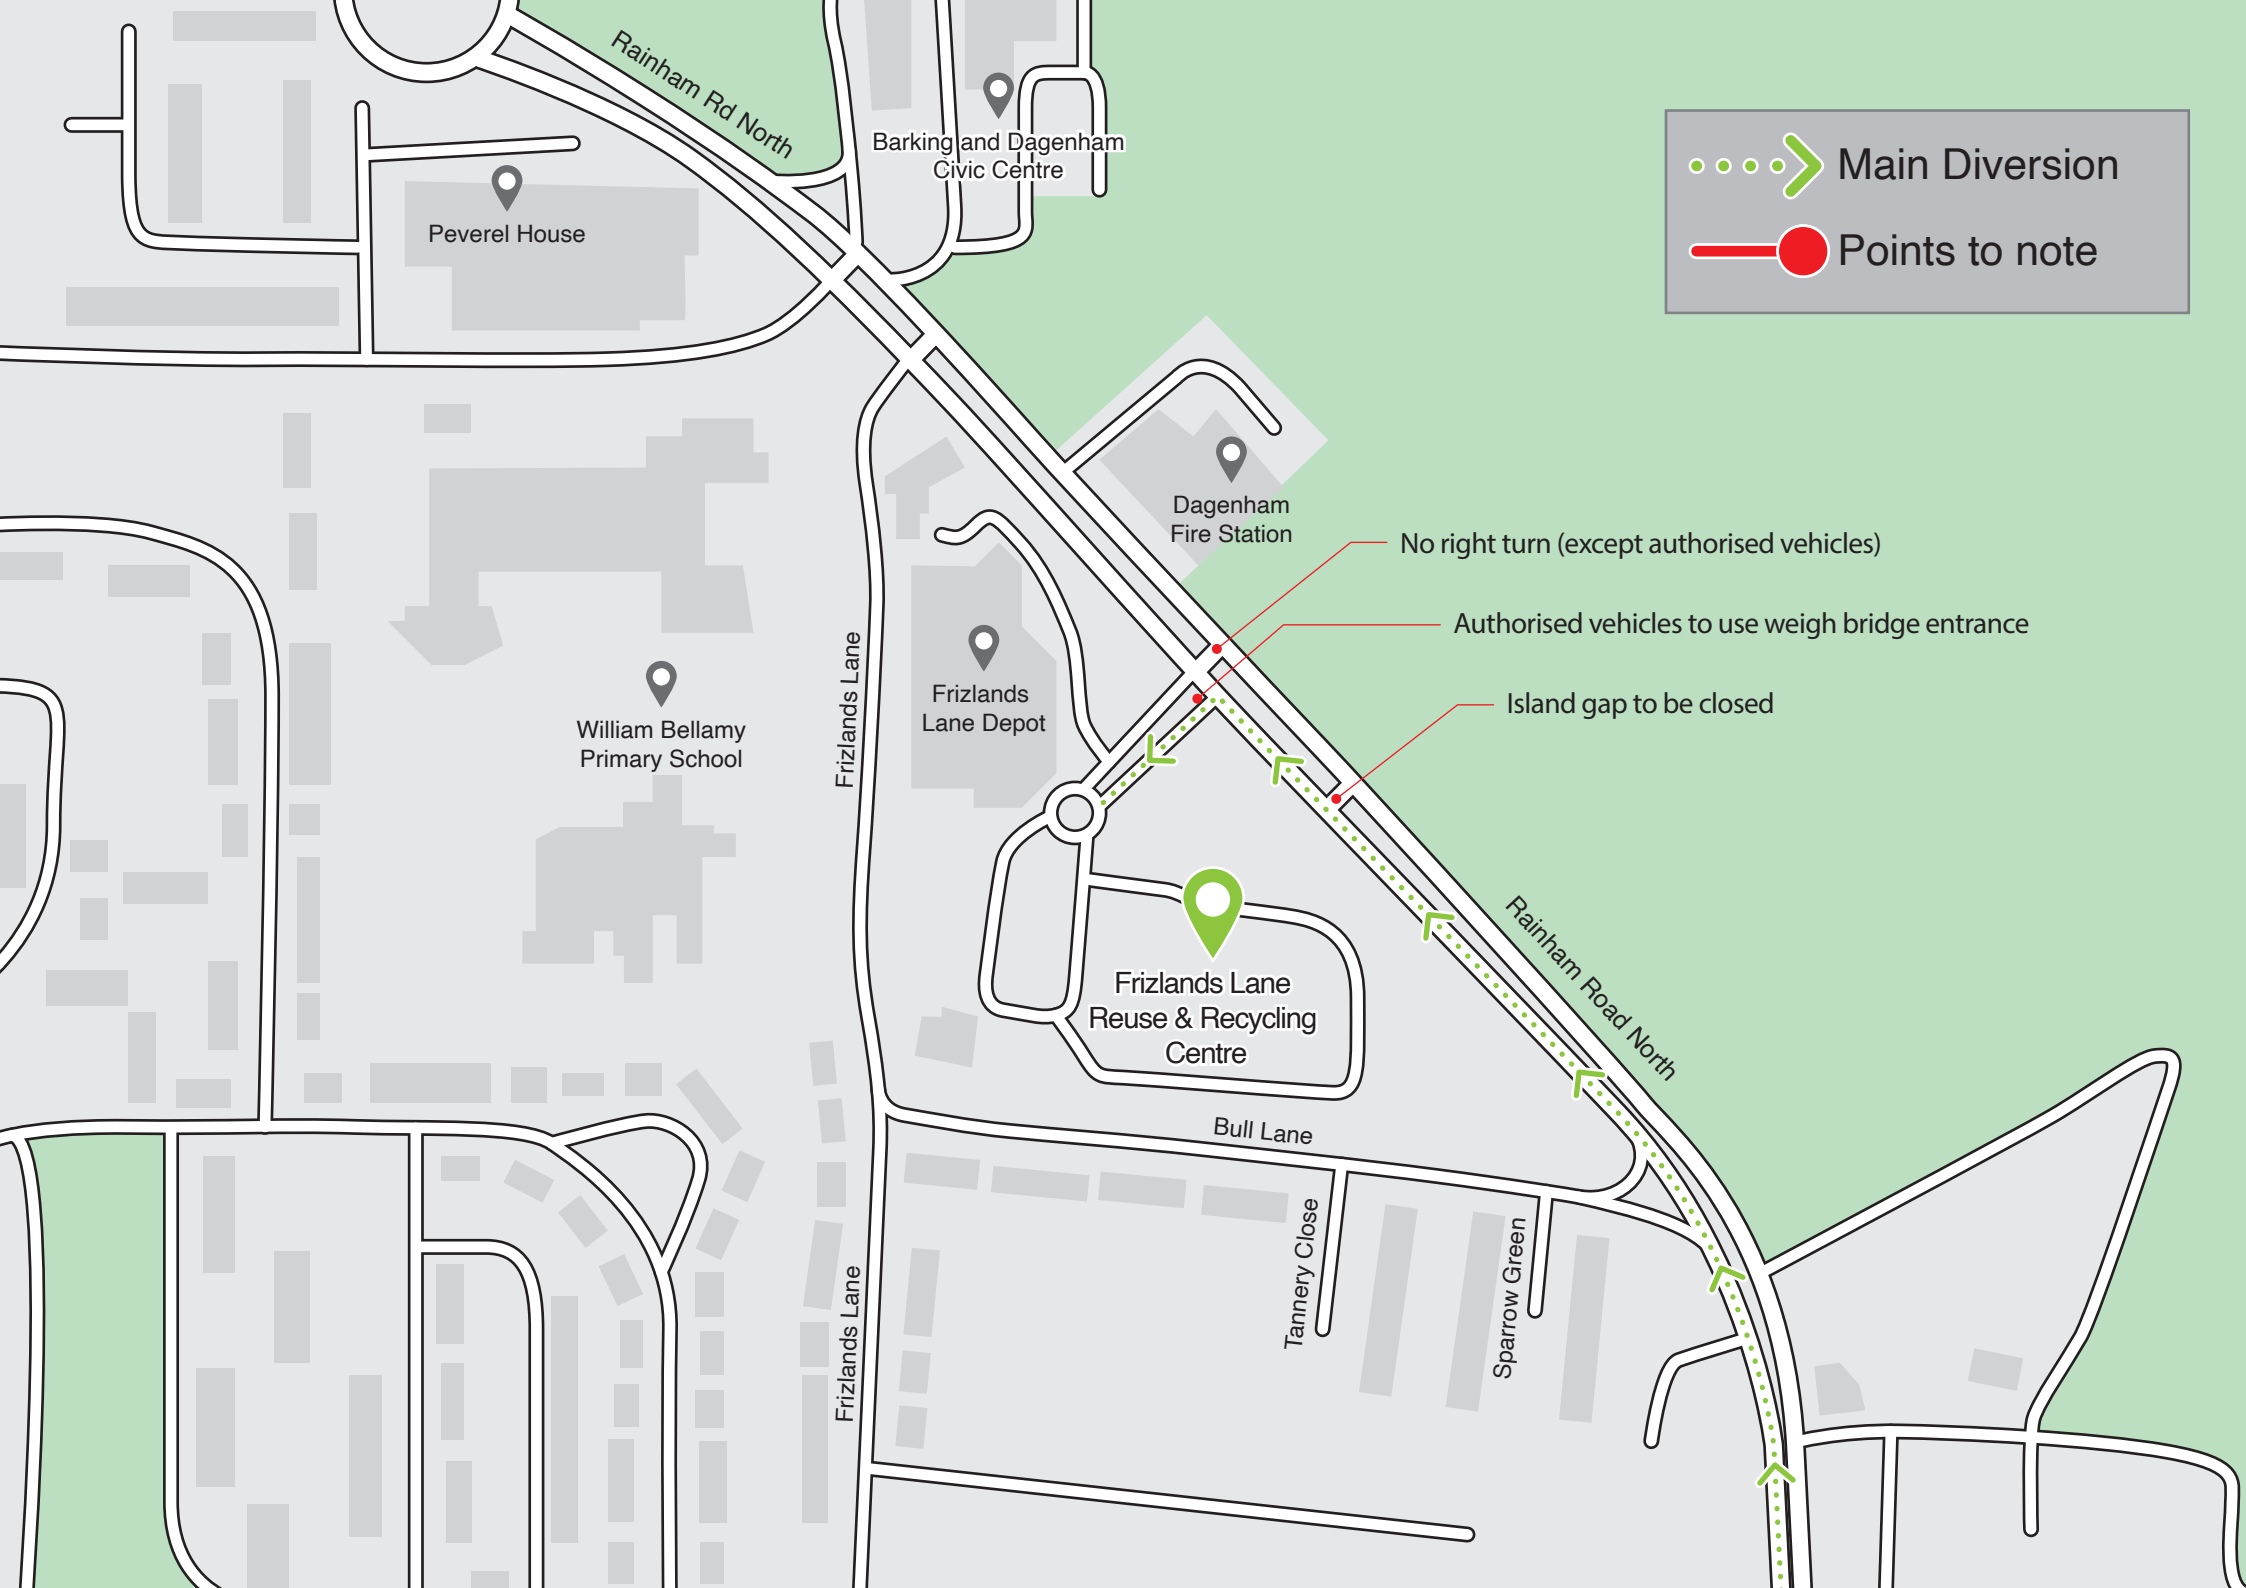 Rainham Rd North
Barking and Dagenham
Civic Centre
Main Diversion
Points to note
Peverel House
Dagenham
Fire Station
No right turn (except authorised vehicles)
Authorised vehicles to use weigh bridge entrance
Island gap to be closed
Frizlands Lane
Frizlands
Lane Depot
William Bellamy
Primary School
Rainham Road North
Frizlands Lane
Reuse & Recycling
Centre
Bull Lane
Tannery Close
Sparrow Green
Frizlands Lane